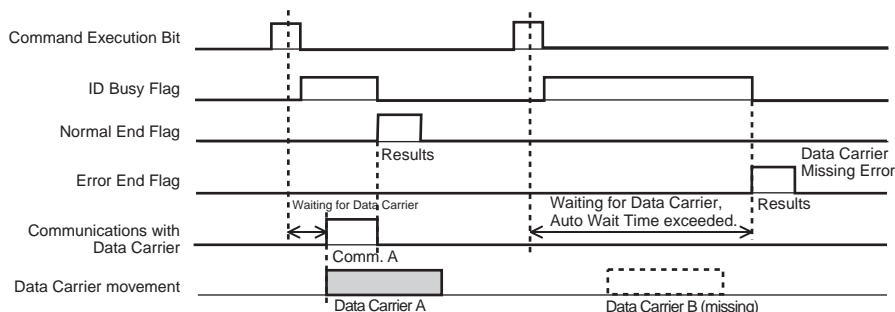 Command Execution Bit
ID Busy Flag
Normal End Flag
Results
Data Carrier
Missing Error
Error End Flag
Results
Waiting for Data Carrier
Waiting for Data Carrier,
Auto Wait Time exceeded.
Communications with
Data Carrier
Comm. A
Data Carrier movement
Data Carrier A
Data Carrier B (missing)